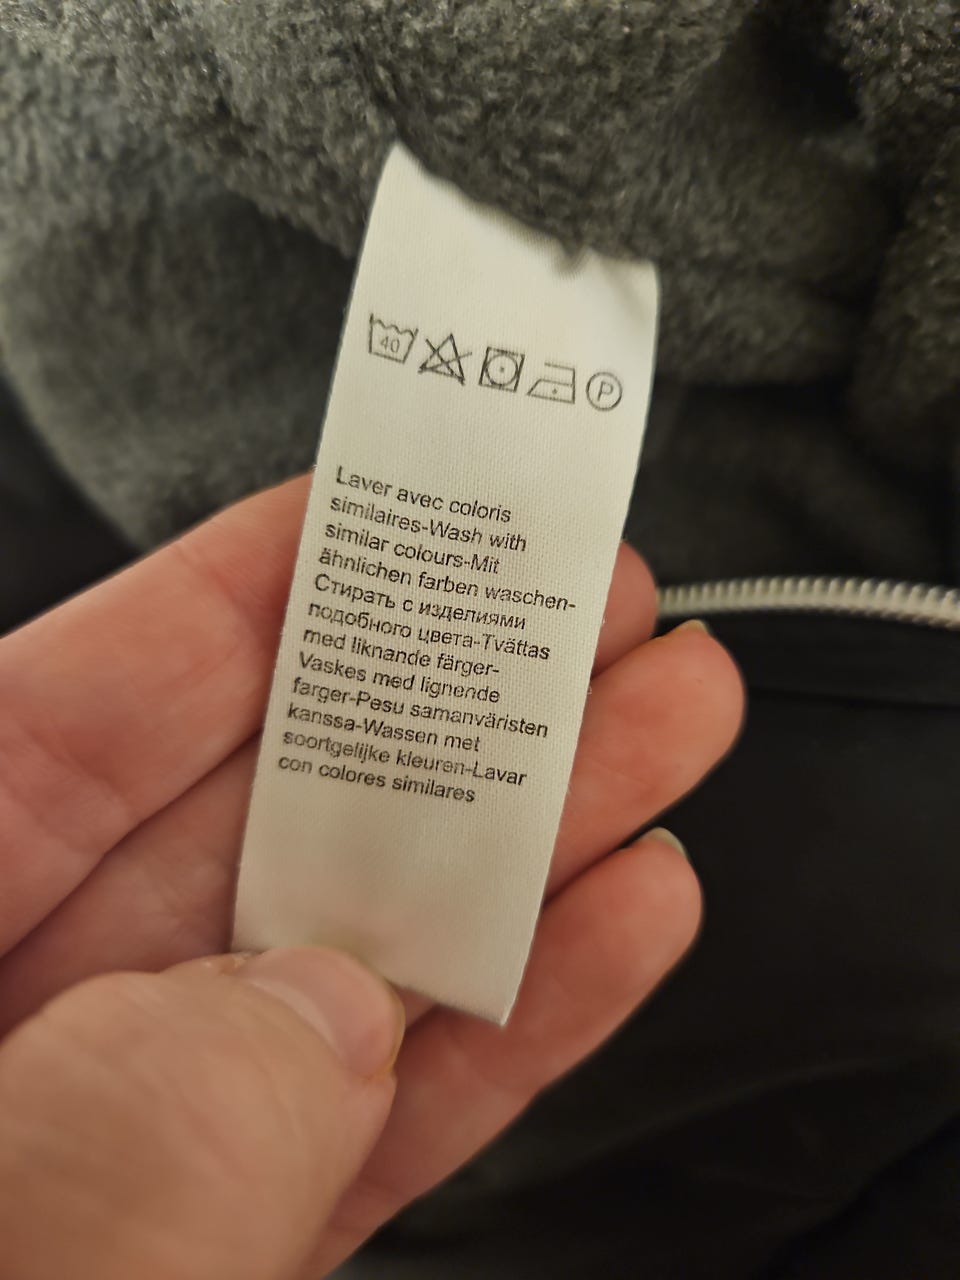 40
P
Laver avec coloris
similaires-Wash with
similar colours-Mit
ähnlichen farben waschen-
Стирать с изделиями
подобного цвета-Tvättas
med liknande färger-
Vaskes med lignende
farger-Pesu samanväristen
kanssa-Wassen met
soortgelijke kleuren-Lavar
con colores similares